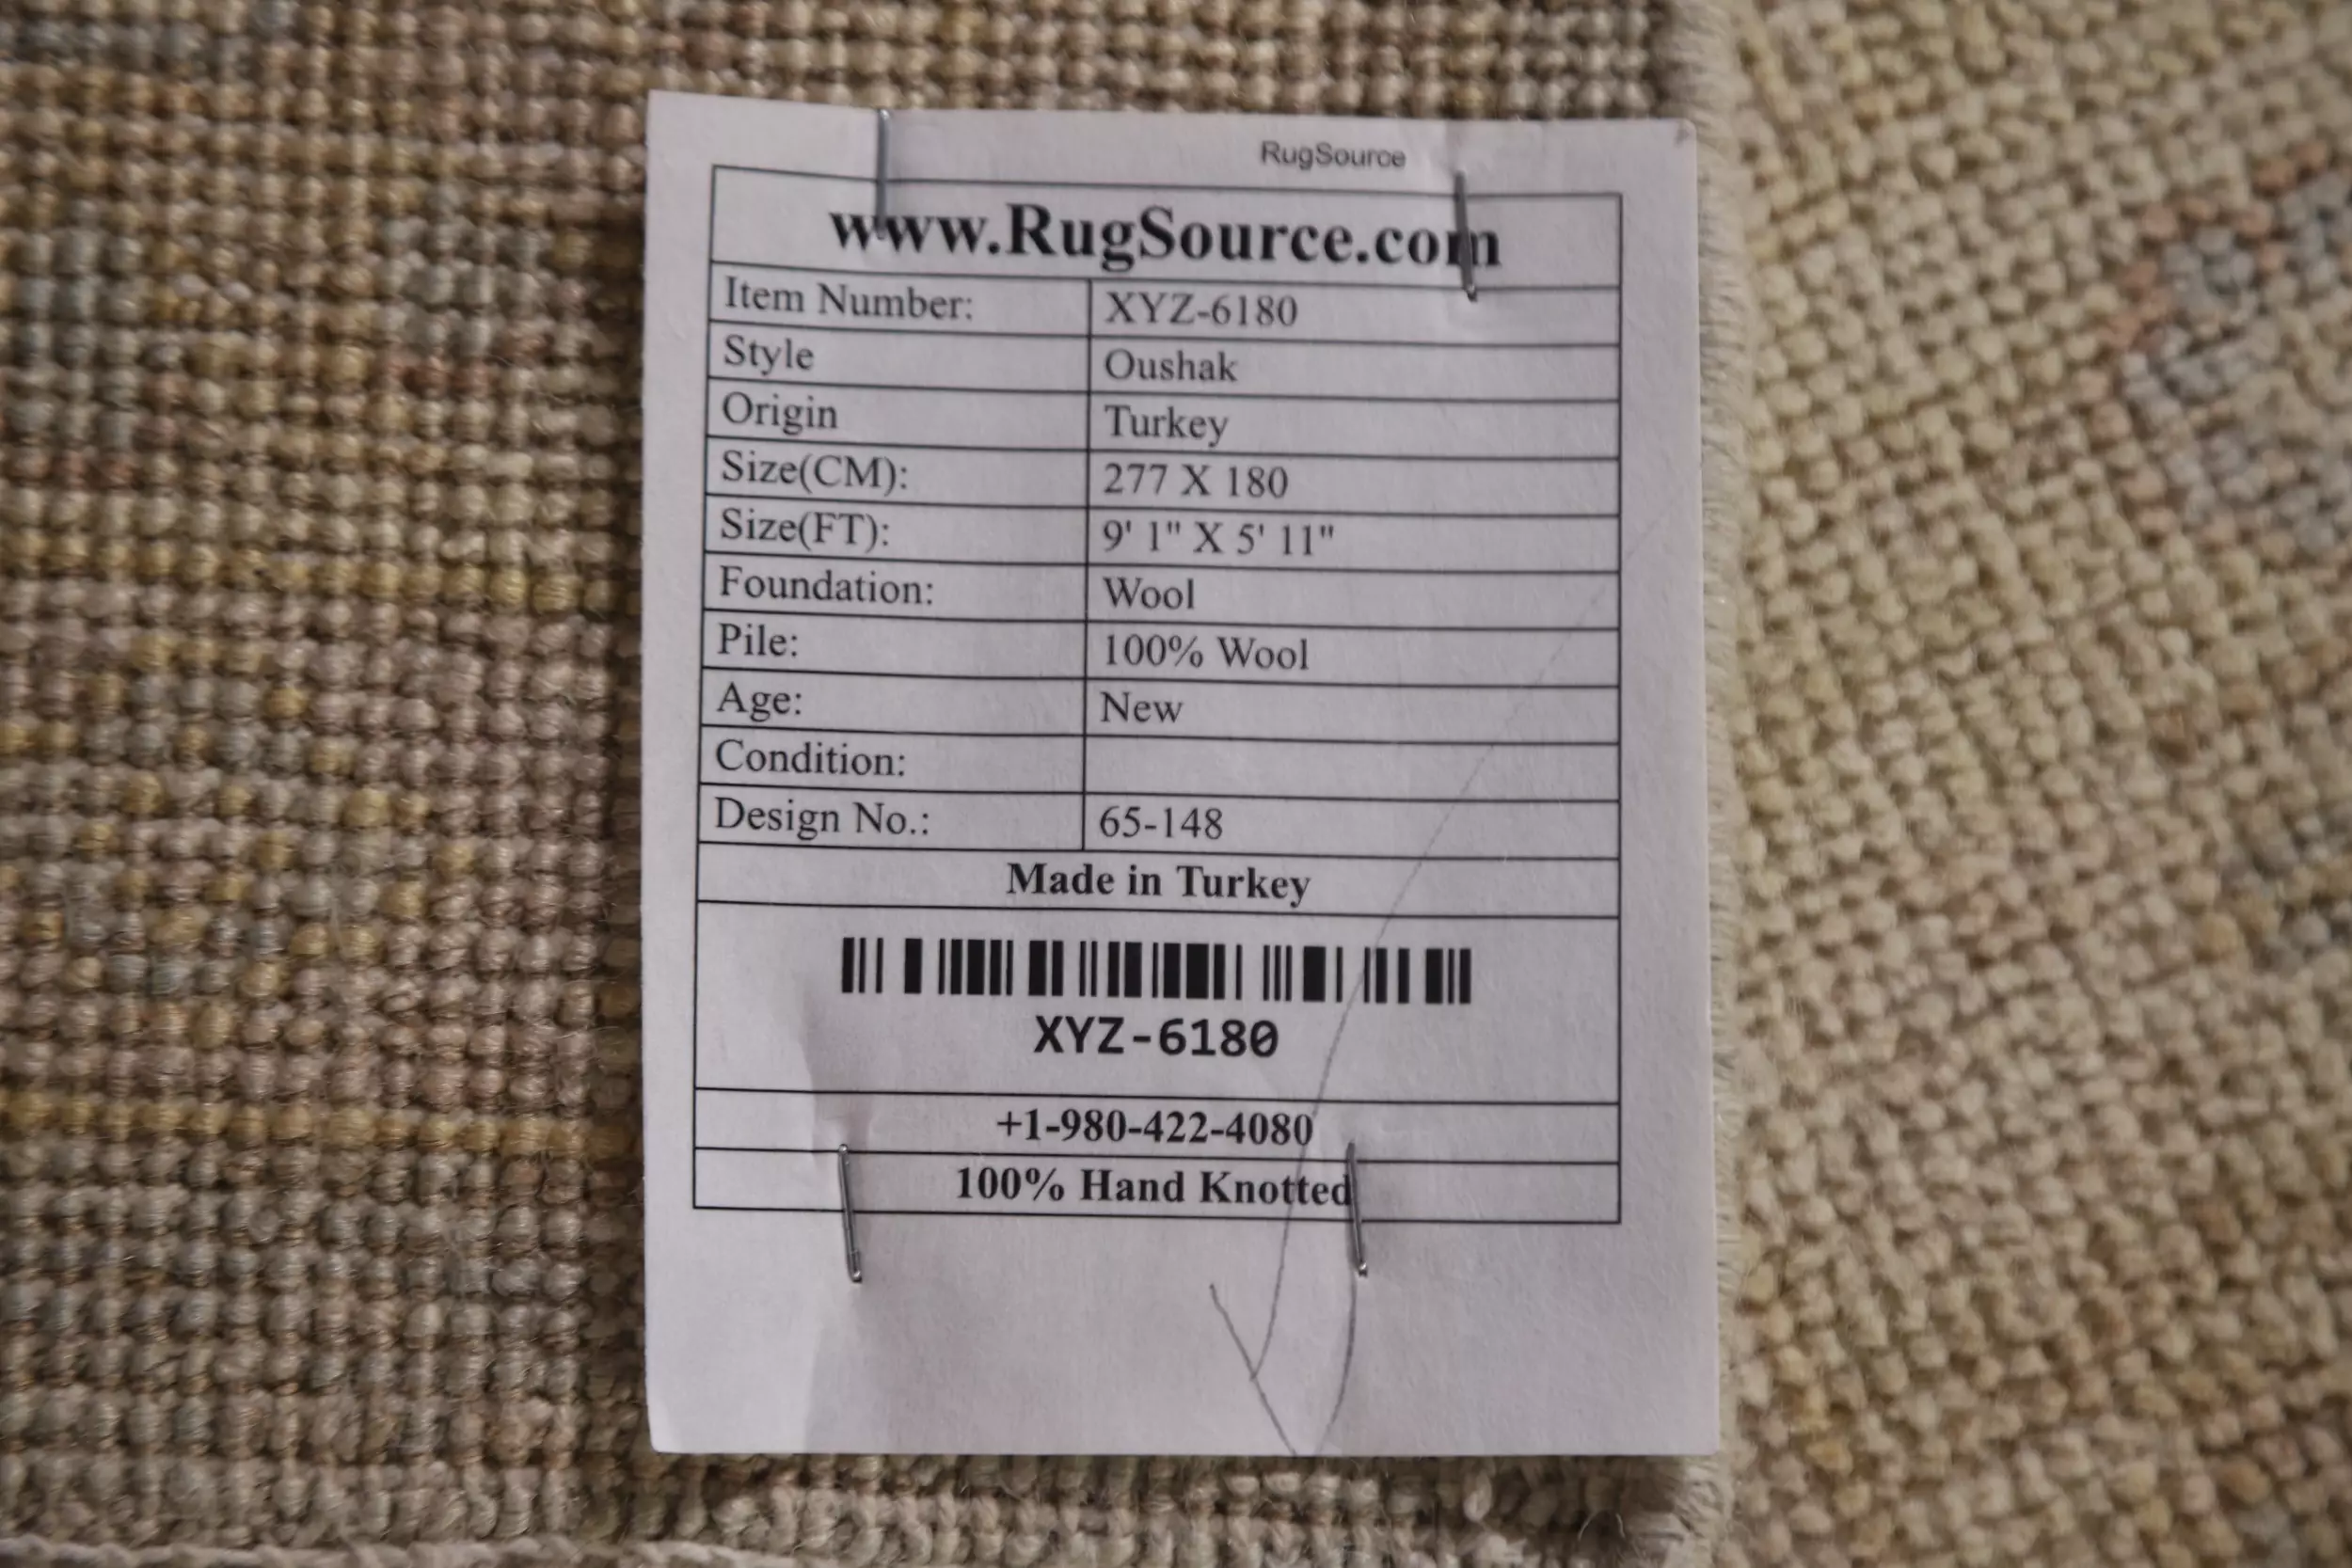 RugSource
www.RugSource.com
Item Number: XYZ-6180
Style Oushak
Origin Turkey
Size(CM): 277 X 180
Size(FT): 9' 1" X 5' 11"
Foundation: Wool
Pile: 100% Wool
Age: New
Condition:
Design No.: 65-148
Made in Turkey
XYZ-6180
+1-980-422-4080
100% Hand Knotted